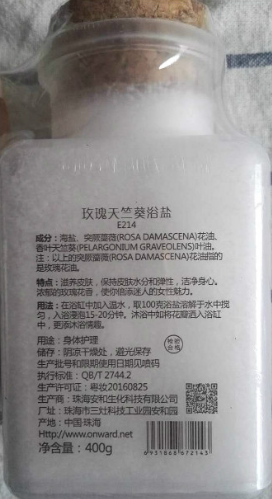 玫瑰天竺葵浴盐
E214
成分：海盐、突厥蔷薇(ROSA DAMASCENA)花油、
香叶天竺葵(PELARGONIUM GRAVEOLENS)叶油。
注：以上的突厥蔷薇(ROSA DAMASCENA)花油指的
是玫瑰花油。
特点：滋养皮肤，保持皮肤水分和弹性，洁净身心。
浓郁的玫瑰花香，使你倍添迷人的女性魅力。
用法：在浴缸中加入温水，取100克浴盐溶解于水中搅
匀，入浴浸泡15-20分钟。沐浴中如将花瓣洒入浴缸
中，更添沐浴情趣。
用途：身体护理
储存：阴凉干燥处，避光保存
生产批号和限期使用日期见喷码
执行标准：QB/T 2744.2
生产许可证：粤妆20160825
生产商：珠海安和生化科技有限公司
厂址：珠海市三灶科技工业园安和园
产地：中国·珠海
Http://www.onward.net
净含量：400g
检验
合格
6931868672143